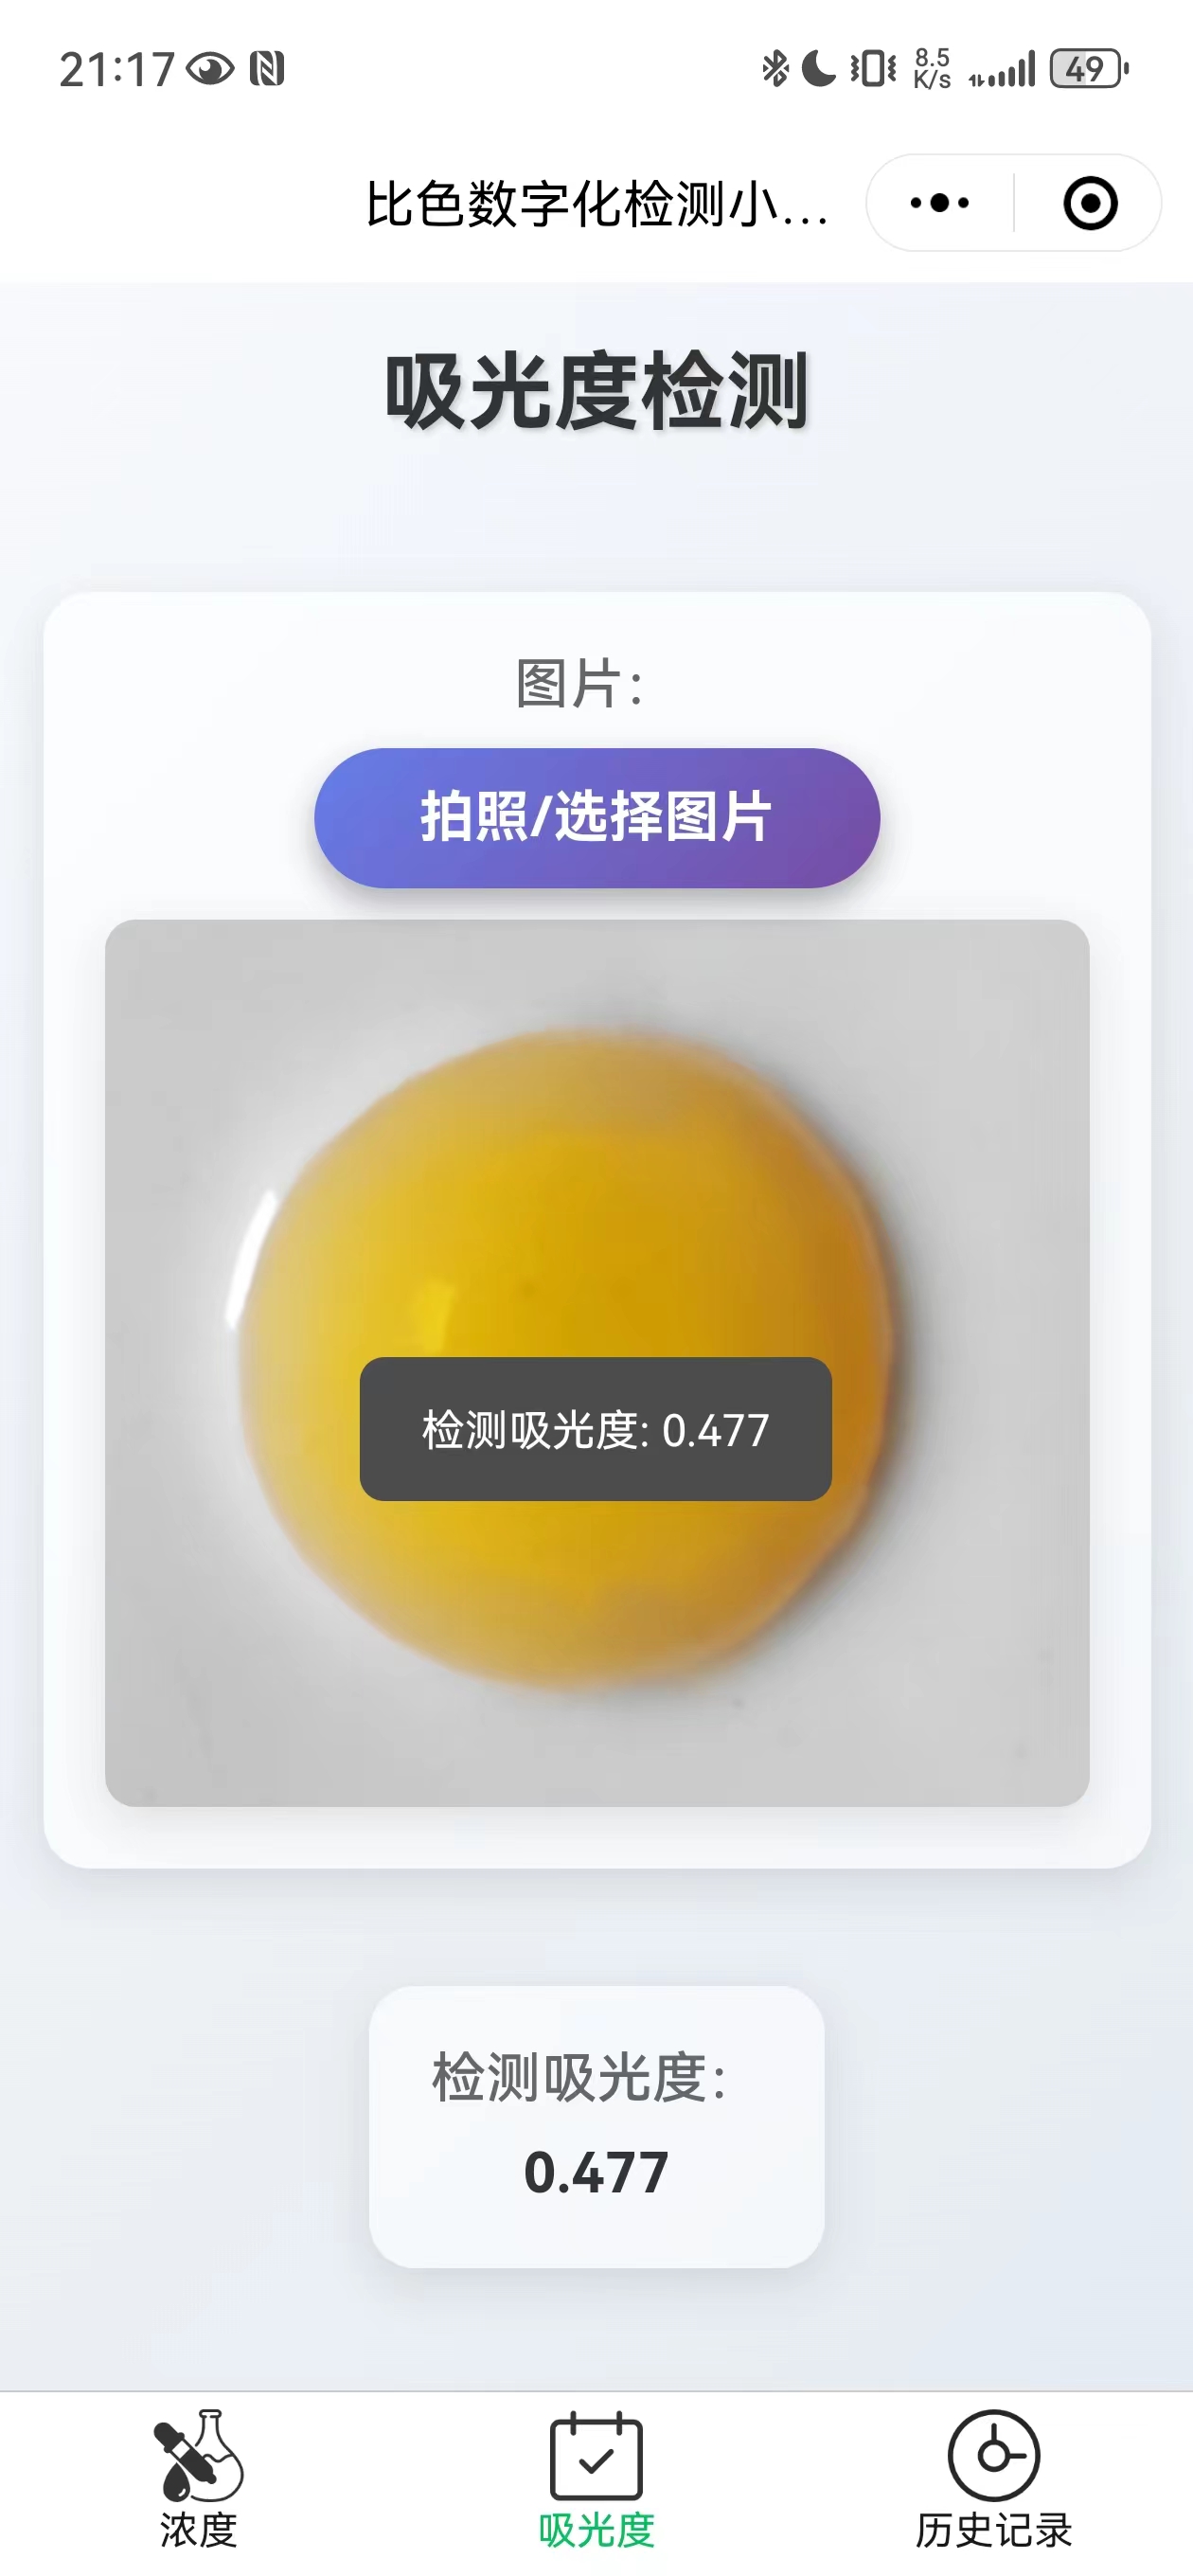 21:17
8.5
K/s
49
比色数字化检测小...
吸光度检测
图片：
拍照/选择图片
检测吸光度: 0.477
检测吸光度：
0.477
浓度
吸光度
历史记录